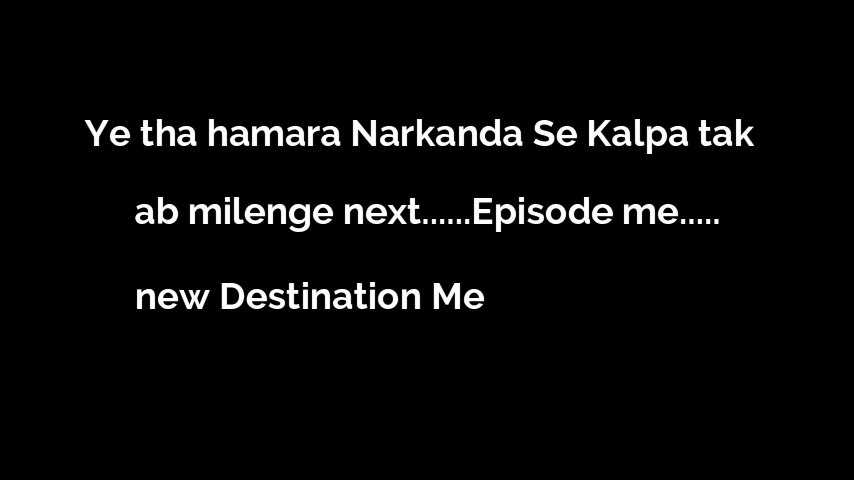 Ye tha hamara Narkanda Se Kalpa tak
ab milenge next......Episode me.....
new Destination Me